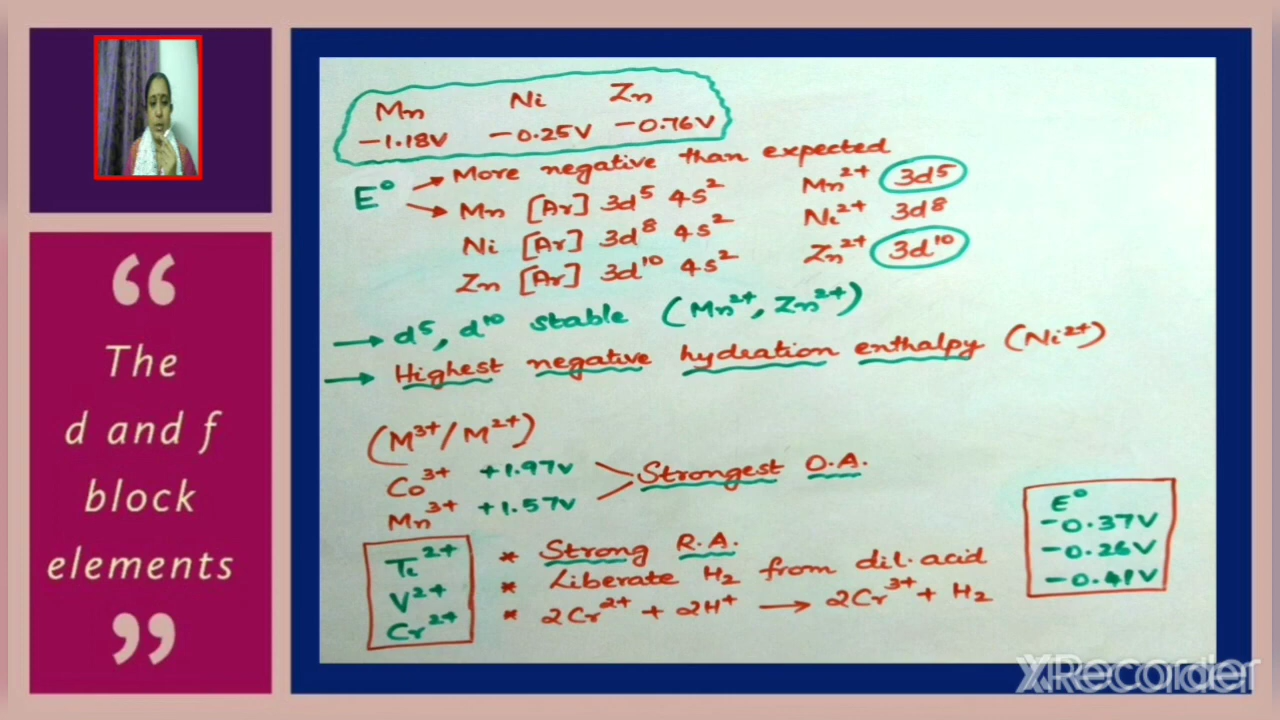 “
The
d and f
block
elements
”
Mn Ni Zn
-1.18V -0.25V -0.76V
E° → More negative than expected
→ Mn [Ar] 3d⁵ 4s² Mn²⁺ 3d⁵
Ni [Ar] 3d⁸ 4s² Ni²⁺ 3d⁸
Zn [Ar] 3d¹⁰ 4s² Zn²⁺ 3d¹⁰
→ d⁵, d¹⁰ stable (Mn²⁺, Zn²⁺)
→ Highest negative hydration enthalpy (Ni²⁺)
(M³⁺/M²⁺)
Co³⁺ +1.97V
Mn³⁺ +1.57V
Strongest O.A.
Ti²⁺ * Strong R.A.
V²⁺ * Liberate H₂ from dil. acid
Cr²⁺ * 2Cr²⁺ + 2H⁺ → 2Cr³⁺ + H₂
E°
-0.37V
-0.26V
-0.41V
XRecorder